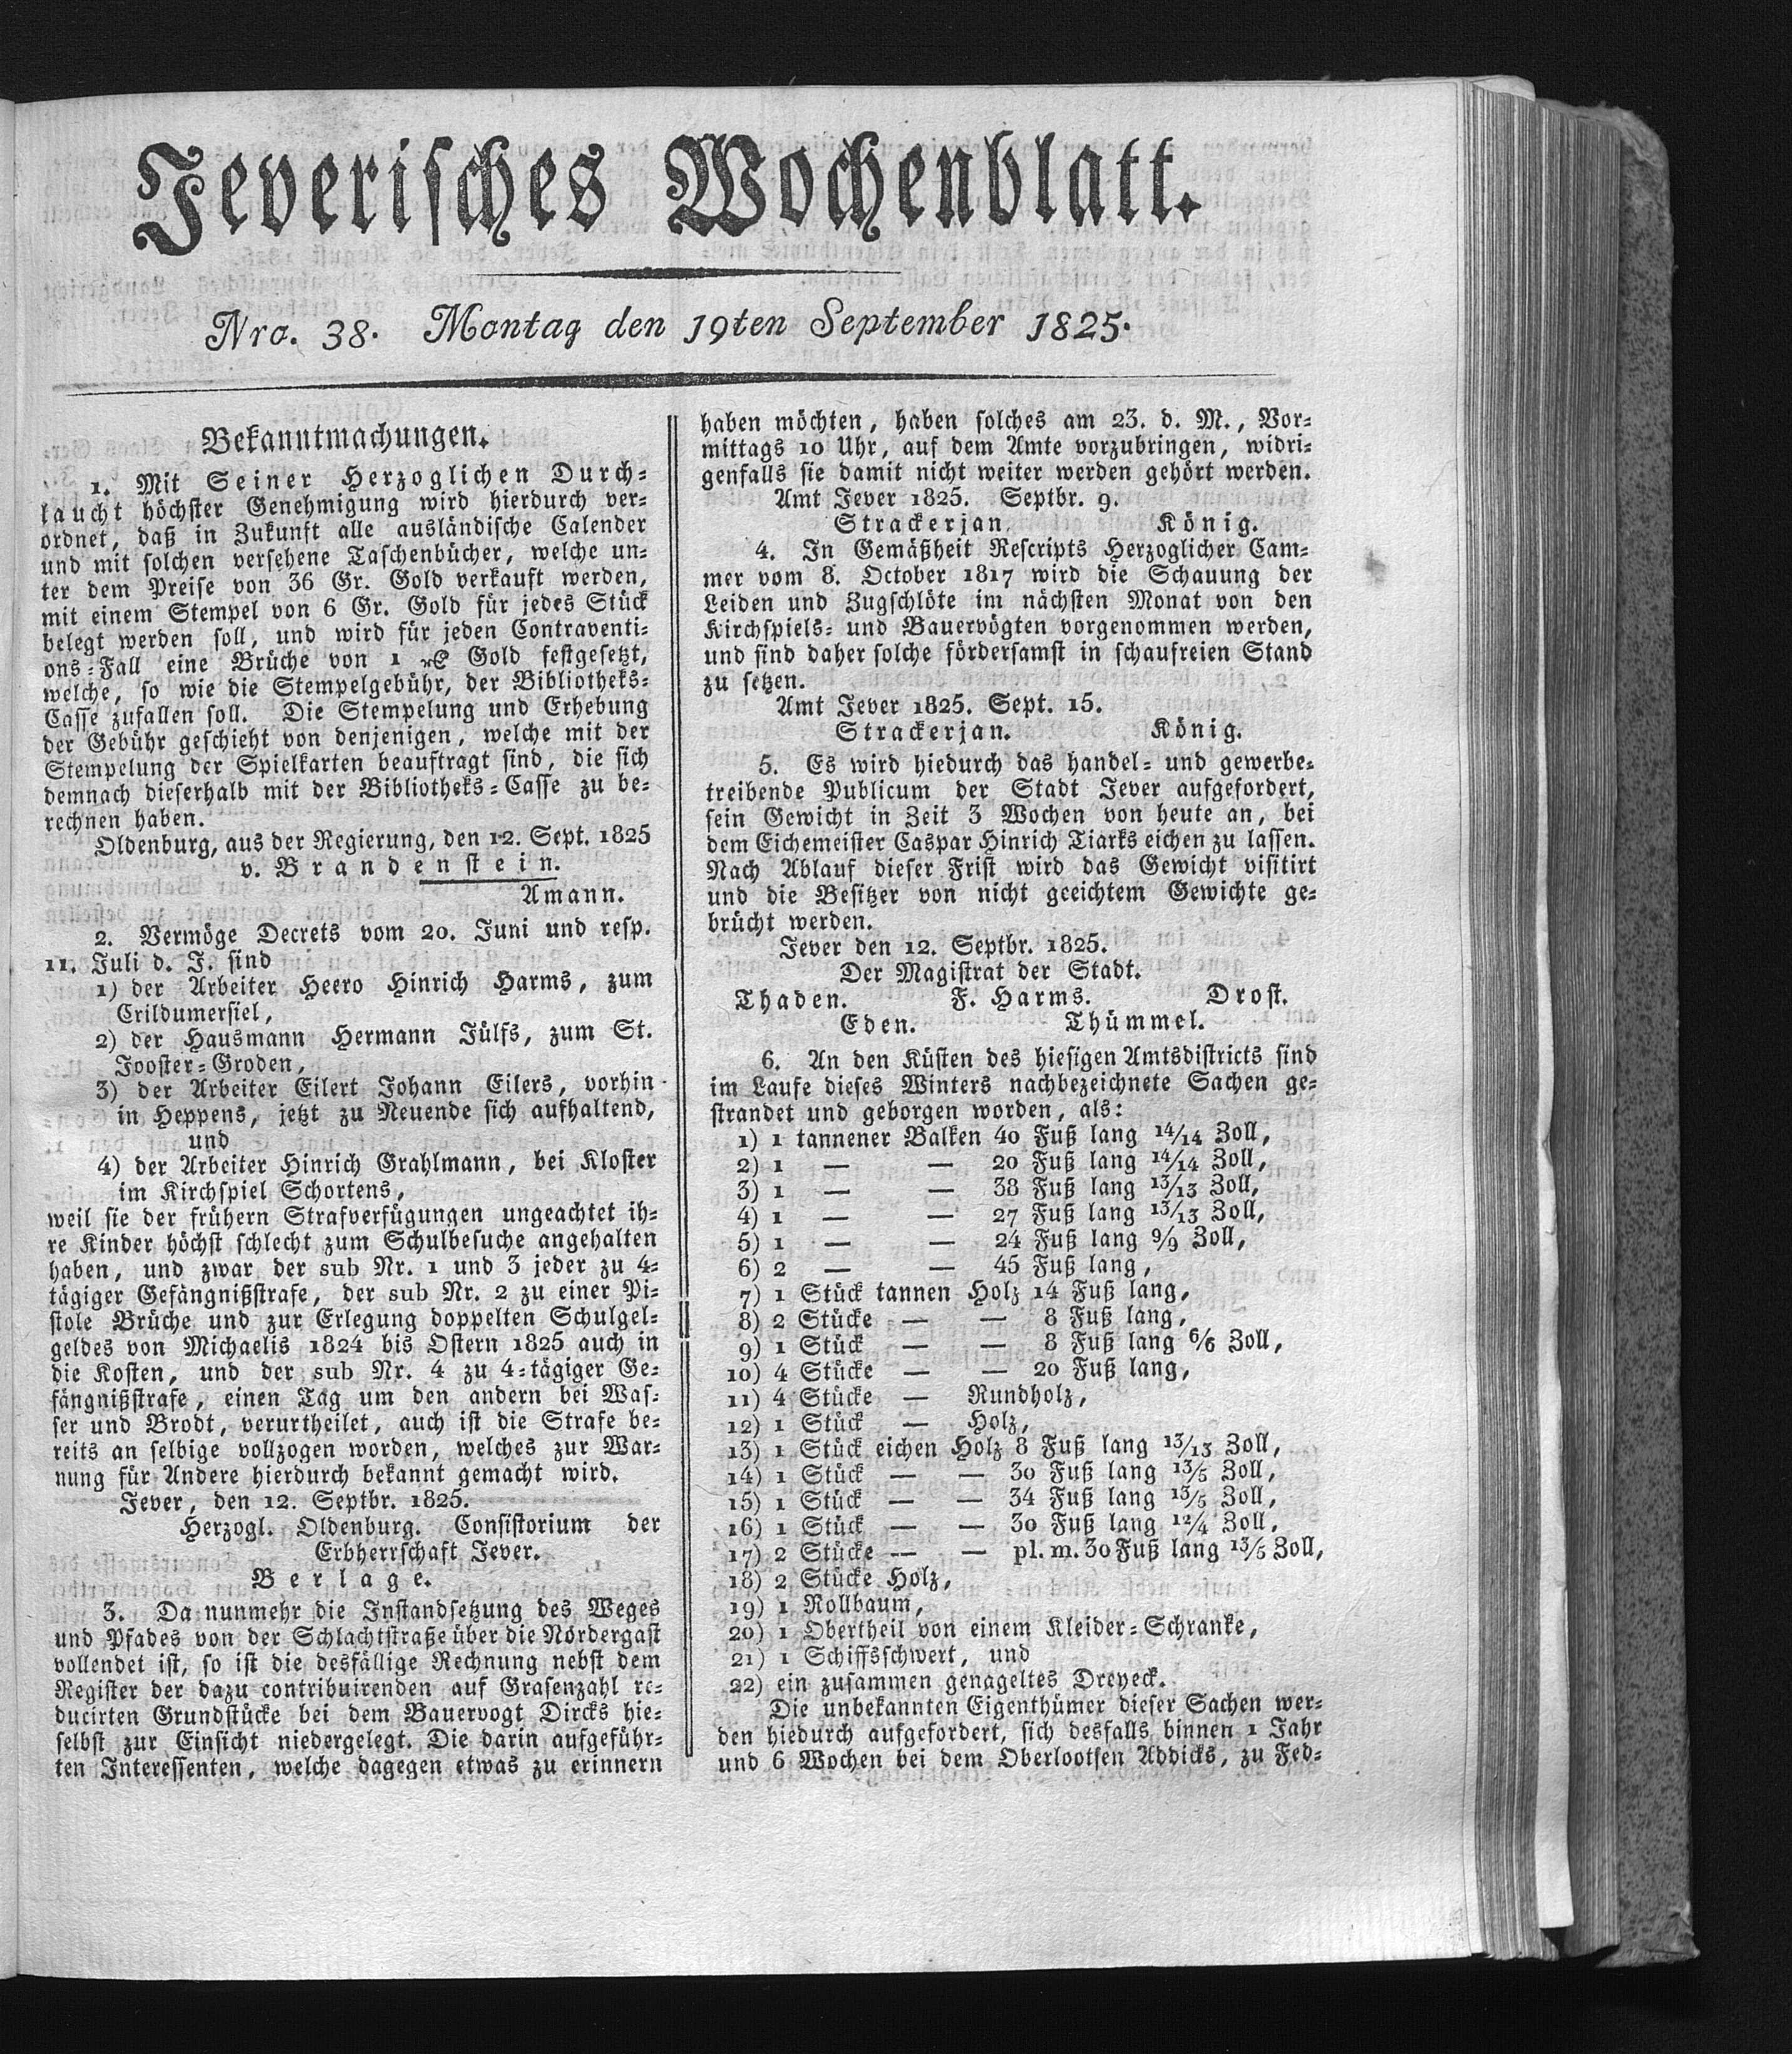 Jeverisches Wochenblatt.
Nro. 38. Montag den 19ten September 1825.
Bekanntmachungen.
1. Mit Seiner Herzoglichen Durch-
laucht höchster Genehmigung wird hierdurch ver-
ordnet, daß in Zukunft alle ausländische Calender
und mit solchen versehene Taschenbücher, welche un-
ter dem Preise von 36 Gr. Gold verkauft werden,
mit einem Stempel von 6 Gr. Gold für jedes Stück
belegt werden soll, und wird für jeden Contraventi-
ons-Fall eine Brüche von 1 Gold festgesetzt,
welche, so wie die Stempelgebühr, der Bibliotheks-
Casse zufallen soll. Die Stempelung und Erhebung
der Gebühr geschieht von denjenigen, welche mit der
Stempelung der Spielkarten beauftragt sind, die sich
demnach dieserhalb mit der Bibliotheks-Casse zu be-
rechnen haben.
Oldenburg, aus der Regierung, den 12. Sept. 1825
v. Brandenstein.
Amann.
2. Vermöge Decrets vom 20. Juni und resp.
11. Juli d. J. sind
1) der Arbeiter Heero Hinrich Harms, zum
Crildumersiel,
2) der Hausmann Hermann Jülfs, zum St.
Jooster-Groden,
3) der Arbeiter Eilert Johann Eilers, vorhin
in Heppens, jetzt zu Neuende sich aufhaltend,
und
4) der Arbeiter Hinrich Grahlmann, bei Kloster
im Kirchspiel Schortens,
weil sie der frühern Strafverfügungen ungeachtet ih-
re Kinder höchst schlecht zum Schulbesuche angehalten
haben, und zwar der sub Nr. 1 und 3 jeder zu 4-
tägiger Gefängnißstrafe, der sub Nr. 2 zu einer Pi-
stole Brüche und zur Erlegung doppelten Schulgel-
geldes von Michaelis 1824 bis Ostern 1825 auch in
die Kosten, und der sub Nr. 4 zu 4-tägiger Ge-
fängnißstrafe, einen Tag um den andern bei Was-
ser und Brodt, verurtheilet, auch ist die Strafe be-
reits an selbige vollzogen worden, welches zur War-
nung für Andere hierdurch bekannt gemacht wird.
Jever, den 12. Septbr. 1825.
Herzogl. Oldenburg. Consistorium der
Erbherrschaft Jever.
Berlage.
3. Da nunmehr die Instandsetzung des Weges
und Pfades von der Schlachtstraße über die Nordergast
vollendet ist, so ist die desfällige Rechnung nebst dem
Register der dazu contribuirenden auf Grasenzahl re-
ducirten Grundstücke bei dem Bauervogt Dircks hie-
selbst zur Einsicht niedergelegt. Die darin aufgeführ-
ten Interessenten, welche dagegen etwas zu erinnern
haben möchten, haben solches am 23. d. M., Vor-
mittags 10 Uhr, auf dem Amte vorzubringen, widri-
genfalls sie damit nicht weiter werden gehört werden.
Amt Jever 1825. Septbr. 9.
Strackerjan. König.
4. In Gemäßheit Rescripts Herzoglicher Cam-
mer vom 8. October 1817 wird die Schauung der
Leiden und Zugschlöte im nächsten Monat von den
Kirchspiels- und Bauervögten vorgenommen werden,
und sind daher solche fördersamst in schaufreien Stand
zu setzen.
Amt Jever 1825. Sept. 15.
Strackerjan. König.
5. Es wird hiedurch das handel- und gewerbe-
treibende Publicum der Stadt Jever aufgefordert,
sein Gewicht in Zeit 3 Wochen von heute an, bei
dem Eichemeister Caspar Hinrich Tiarks eichen zu lassen.
Nach Ablauf dieser Frist wird das Gewicht visitirt
und die Besitzer von nicht geeichtem Gewichte ge-
brücht werden.
Jever den 12. Septbr. 1825.
Der Magistrat der Stadt.
Thaden. F. Harms. Drost.
Eden. Thümmel.
6. An den Küsten des hiesigen Amtsdistricts sind
im Laufe dieses Winters nachbezeichnete Sachen ge-
strandet und geborgen worden, als:
1) 1 tannener Balken 40 Fuß lang 14/14 Zoll,
2) 1 — — 20 Fuß lang 14/14 Zoll,
3) 1 — — 38 Fuß lang 13/13 Zoll,
4) 1 — — 27 Fuß lang 13/13 Zoll,
5) 1 — — 24 Fuß lang 9/9 Zoll,
6) 2 — — 45 Fuß lang,
7) 1 Stück tannen Holz 14 Fuß lang,
8) 2 Stücke — — 8 Fuß lang,
9) 1 Stück — — 8 Fuß lang 6/6 Zoll,
10) 4 Stücke — — 20 Fuß lang,
11) 4 Stücke — Rundholz,
12) 1 Stück — Holz,
13) 1 Stück eichen Holz 8 Fuß lang 13/13 Zoll,
14) 1 Stück — — 30 Fuß lang 13/5 Zoll,
15) 1 Stück — — 34 Fuß lang 13/5 Zoll,
16) 1 Stück — — 30 Fuß lang 12/4 Zoll,
17) 2 Stücke — — pl. m. 30 Fuß lang 13/5 Zoll,
18) 2 Stücke Holz,
19) 1 Rollbaum,
20) 1 Obertheil von einem Kleider-Schranke,
21) 1 Schiffsschwert, und
22) ein zusammen genageltes Dreyeck.
Die unbekannten Eigenthümer dieser Sachen wer-
den hiedurch aufgefordert, sich desfalls binnen 1 Jahr
und 6 Wochen bei dem Oberlootsen Addicks, zu Fed-